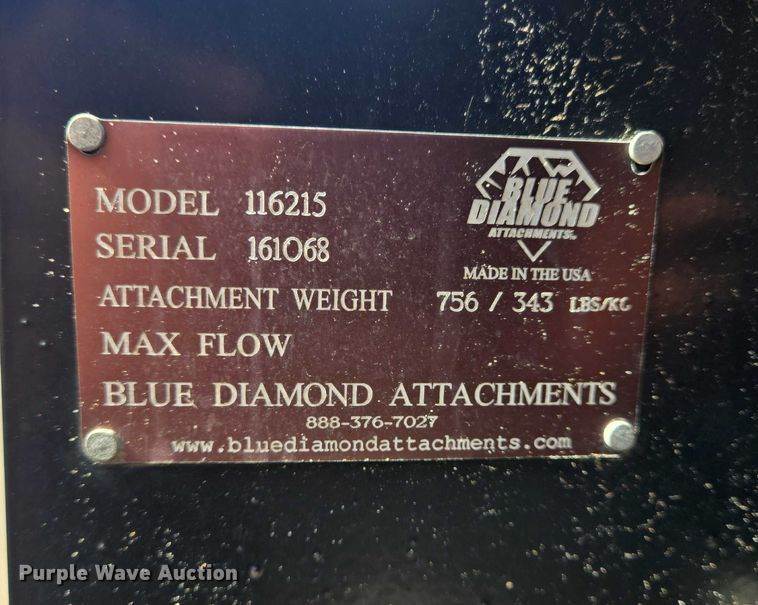 BLUE
DIAMOND
ATTACHMENTS
MADE IN THE USA
MODEL 116215
SERIAL 161068
ATTACHMENT WEIGHT 756 / 343 LBS/KG
MAX FLOW
BLUE DIAMOND ATTACHMENTS
888-376-7027
www.bluediamondattachments.com
Purple Wave Auction